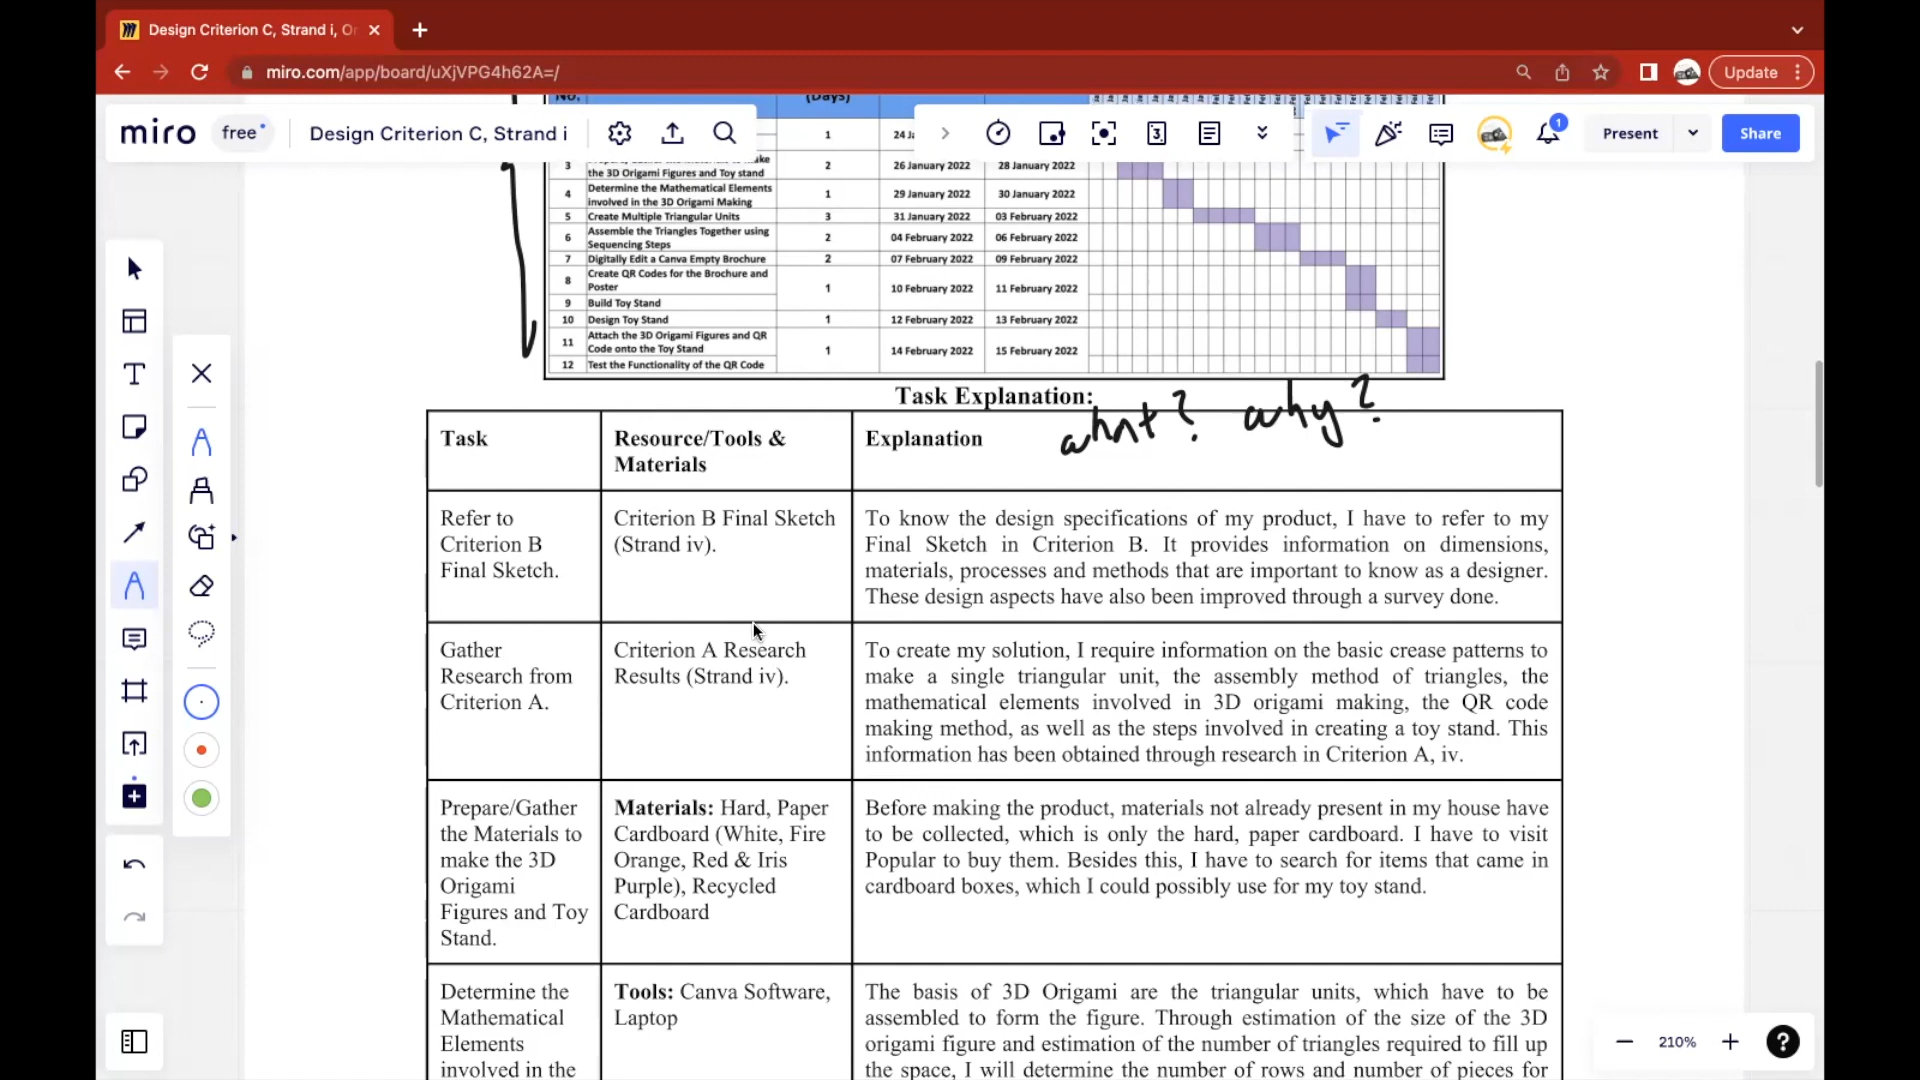 Design Criterion C, Strand i, Or
miro.com/app/board/uXjVPG4h62A=/
Update
No.
(Days)
miro
free
Design Criterion C, Strand i
1
Present
Share
1
24 Ja
3
the 3D Origami Figures and Toy stand
2
26 January 2022
28 January 2022
4
Determine the Mathematical Elements
involved in the 3D Origami Making
1
29 January 2022
30 January 2022
5
Create Multiple Triangular Units
3
31 January 2022
03 February 2022
6
Assemble the Triangles Together using
Sequencing Steps
2
04 February 2022
06 February 2022
7
Digitally Edit a Canva Empty Brochure
2
07 February 2022
09 February 2022
8
Create QR Codes for the Brochure and
Poster
1
10 February 2022
11 February 2022
9
Build Toy Stand
10
Design Toy Stand
1
12 February 2022
13 February 2022
11
Attach the 3D Origami Figures and QR
Code onto the Toy Stand
1
14 February 2022
15 February 2022
12
Test the Functionality of the QR Code
Task Explanation:
what? why?
Task
Resource/Tools &
Materials
Explanation
Refer to
Criterion B
Final Sketch.
Criterion B Final Sketch
(Strand iv).
To know the design specifications of my product, I have to refer to my
Final Sketch in Criterion B. It provides information on dimensions,
materials, processes and methods that are important to know as a designer.
These design aspects have also been improved through a survey done.
Gather
Research from
Criterion A.
Criterion A Research
Results (Strand iv).
To create my solution, I require information on the basic crease patterns to
make a single triangular unit, the assembly method of triangles, the
mathematical elements involved in 3D origami making, the QR code
making method, as well as the steps involved in creating a toy stand. This
information has been obtained through research in Criterion A, iv.
Prepare/Gather
the Materials to
make the 3D
Origami
Figures and Toy
Stand.
Materials: Hard, Paper
Cardboard (White, Fire
Orange, Red & Iris
Purple), Recycled
Cardboard
Before making the product, materials not already present in my house have
to be collected, which is only the hard, paper cardboard. I have to visit
Popular to buy them. Besides this, I have to search for items that came in
cardboard boxes, which I could possibly use for my toy stand.
Determine the
Mathematical
Elements
involved in the
Tools: Canva Software,
Laptop
The basis of 3D Origami are the triangular units, which have to be
assembled to form the figure. Through estimation of the size of the 3D
origami figure and estimation of the number of triangles required to fill up
the space, I will determine the number of rows and number of pieces for
210%